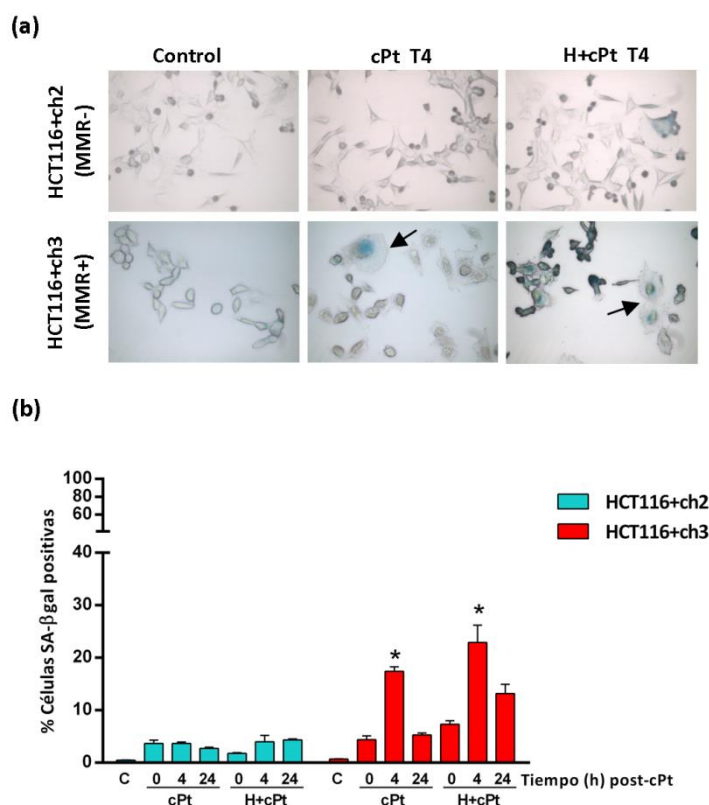 (a)
Control cPt T4 H+cPt T4
HCT116+ch2
(MMR-)
HCT116+ch3
(MMR+)
(b)
100
80
60
40
30
20
10
0
% Células SA-βgal positivas
HCT116+ch2
HCT116+ch3
*
*
C 0 4 24 0 4 24 C 0 4 24 0 4 24 Tiempo (h) post-cPt
cPt H+cPt cPt H+cPt